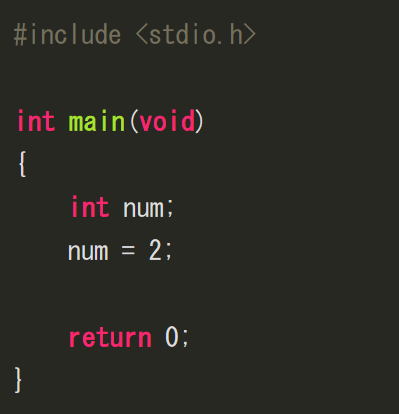 #include <stdio.h>
int main(void)
{
    int num;
    num = 2;
    return 0;
}